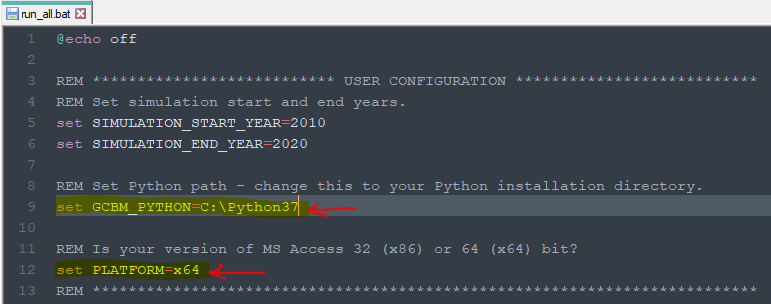 run_all.bat
1 @echo off
2
3 REM *************************** USER CONFIGURATION ***************************
4 REM Set simulation start and end years.
5 set SIMULATION_START_YEAR=2010
6 set SIMULATION_END_YEAR=2020
7
8 REM Set Python path - change this to your Python installation directory.
9 set GCBM_PYTHON=C:\Python37
10
11 REM Is your version of MS Access 32 (x86) or 64 (x64) bit?
12 set PLATFORM=x64
13 REM **************************************************************************